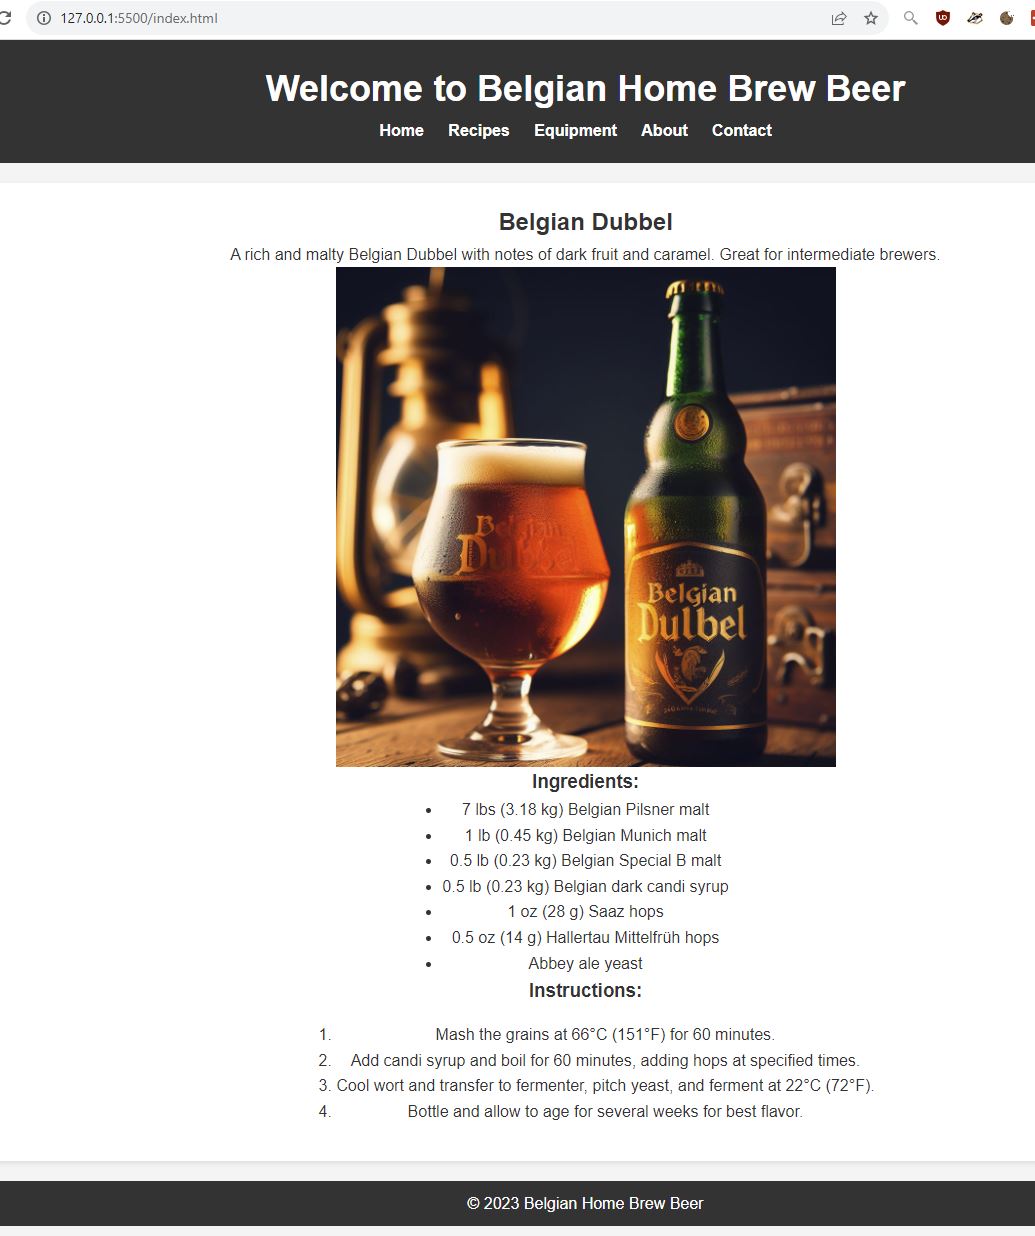 127.0.0.1:5500/index.html
Welcome to Belgian Home Brew Beer
Home Recipes Equipment About Contact
Belgian Dubbel
A rich and malty Belgian Dubbel with notes of dark fruit and caramel. Great for intermediate brewers.
Belgian
Belgian
Dulbel
Ingredients:
• 7 lbs (3.18 kg) Belgian Pilsner malt
• 1 lb (0.45 kg) Belgian Munich malt
• 0.5 lb (0.23 kg) Belgian Special B malt
• 0.5 lb (0.23 kg) Belgian dark candi syrup
• 1 oz (28 g) Saaz hops
• 0.5 oz (14 g) Hallertau Mittelfrüh hops
• Abbey ale yeast
Instructions:
1. Mash the grains at 66°C (151°F) for 60 minutes.
2. Add candi syrup and boil for 60 minutes, adding hops at specified times.
3. Cool wort and transfer to fermenter, pitch yeast, and ferment at 22°C (72°F).
4. Bottle and allow to age for several weeks for best flavor.
© 2023 Belgian Home Brew Beer